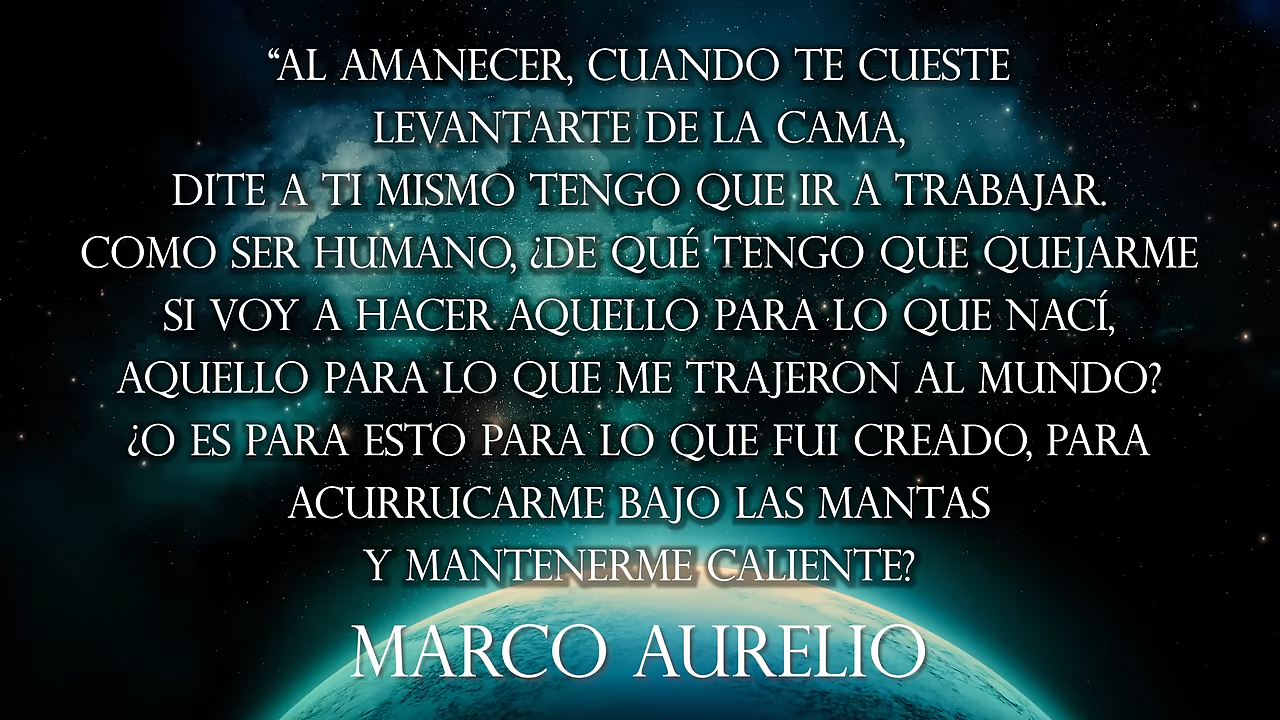 “AL AMANECER, CUANDO TE CUESTE
LEVANTARTE DE LA CAMA,
DITE A TI MISMO TENGO QUE IR A TRABAJAR.
COMO SER HUMANO, ¿DE QUÉ TENGO QUE QUEJARME
SI VOY A HACER AQUELLO PARA LO QUE NACÍ,
AQUELLO PARA LO QUE ME TRAJERON AL MUNDO?
¿O ES PARA ESTO PARA LO QUE FUI CREADO, PARA
ACURRUCARME BAJO LAS MANTAS
Y MANTENERME CALIENTE?
MARCO AURELIO